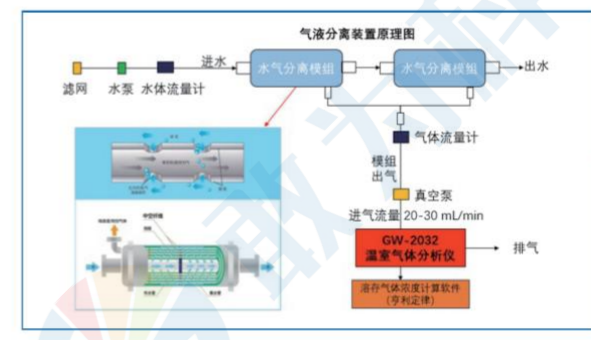 气液分离装置原理图
进水
水气分离模组
水气分离模组
出水
滤网
水泵
水体流量计
气体流量计
模组
出气
真空泵
进气流量 20-30 mL/min
GW-2032
温室气体分析仪
排气
溶存气体浓度计算软件
(亨利定律)
中空纤维